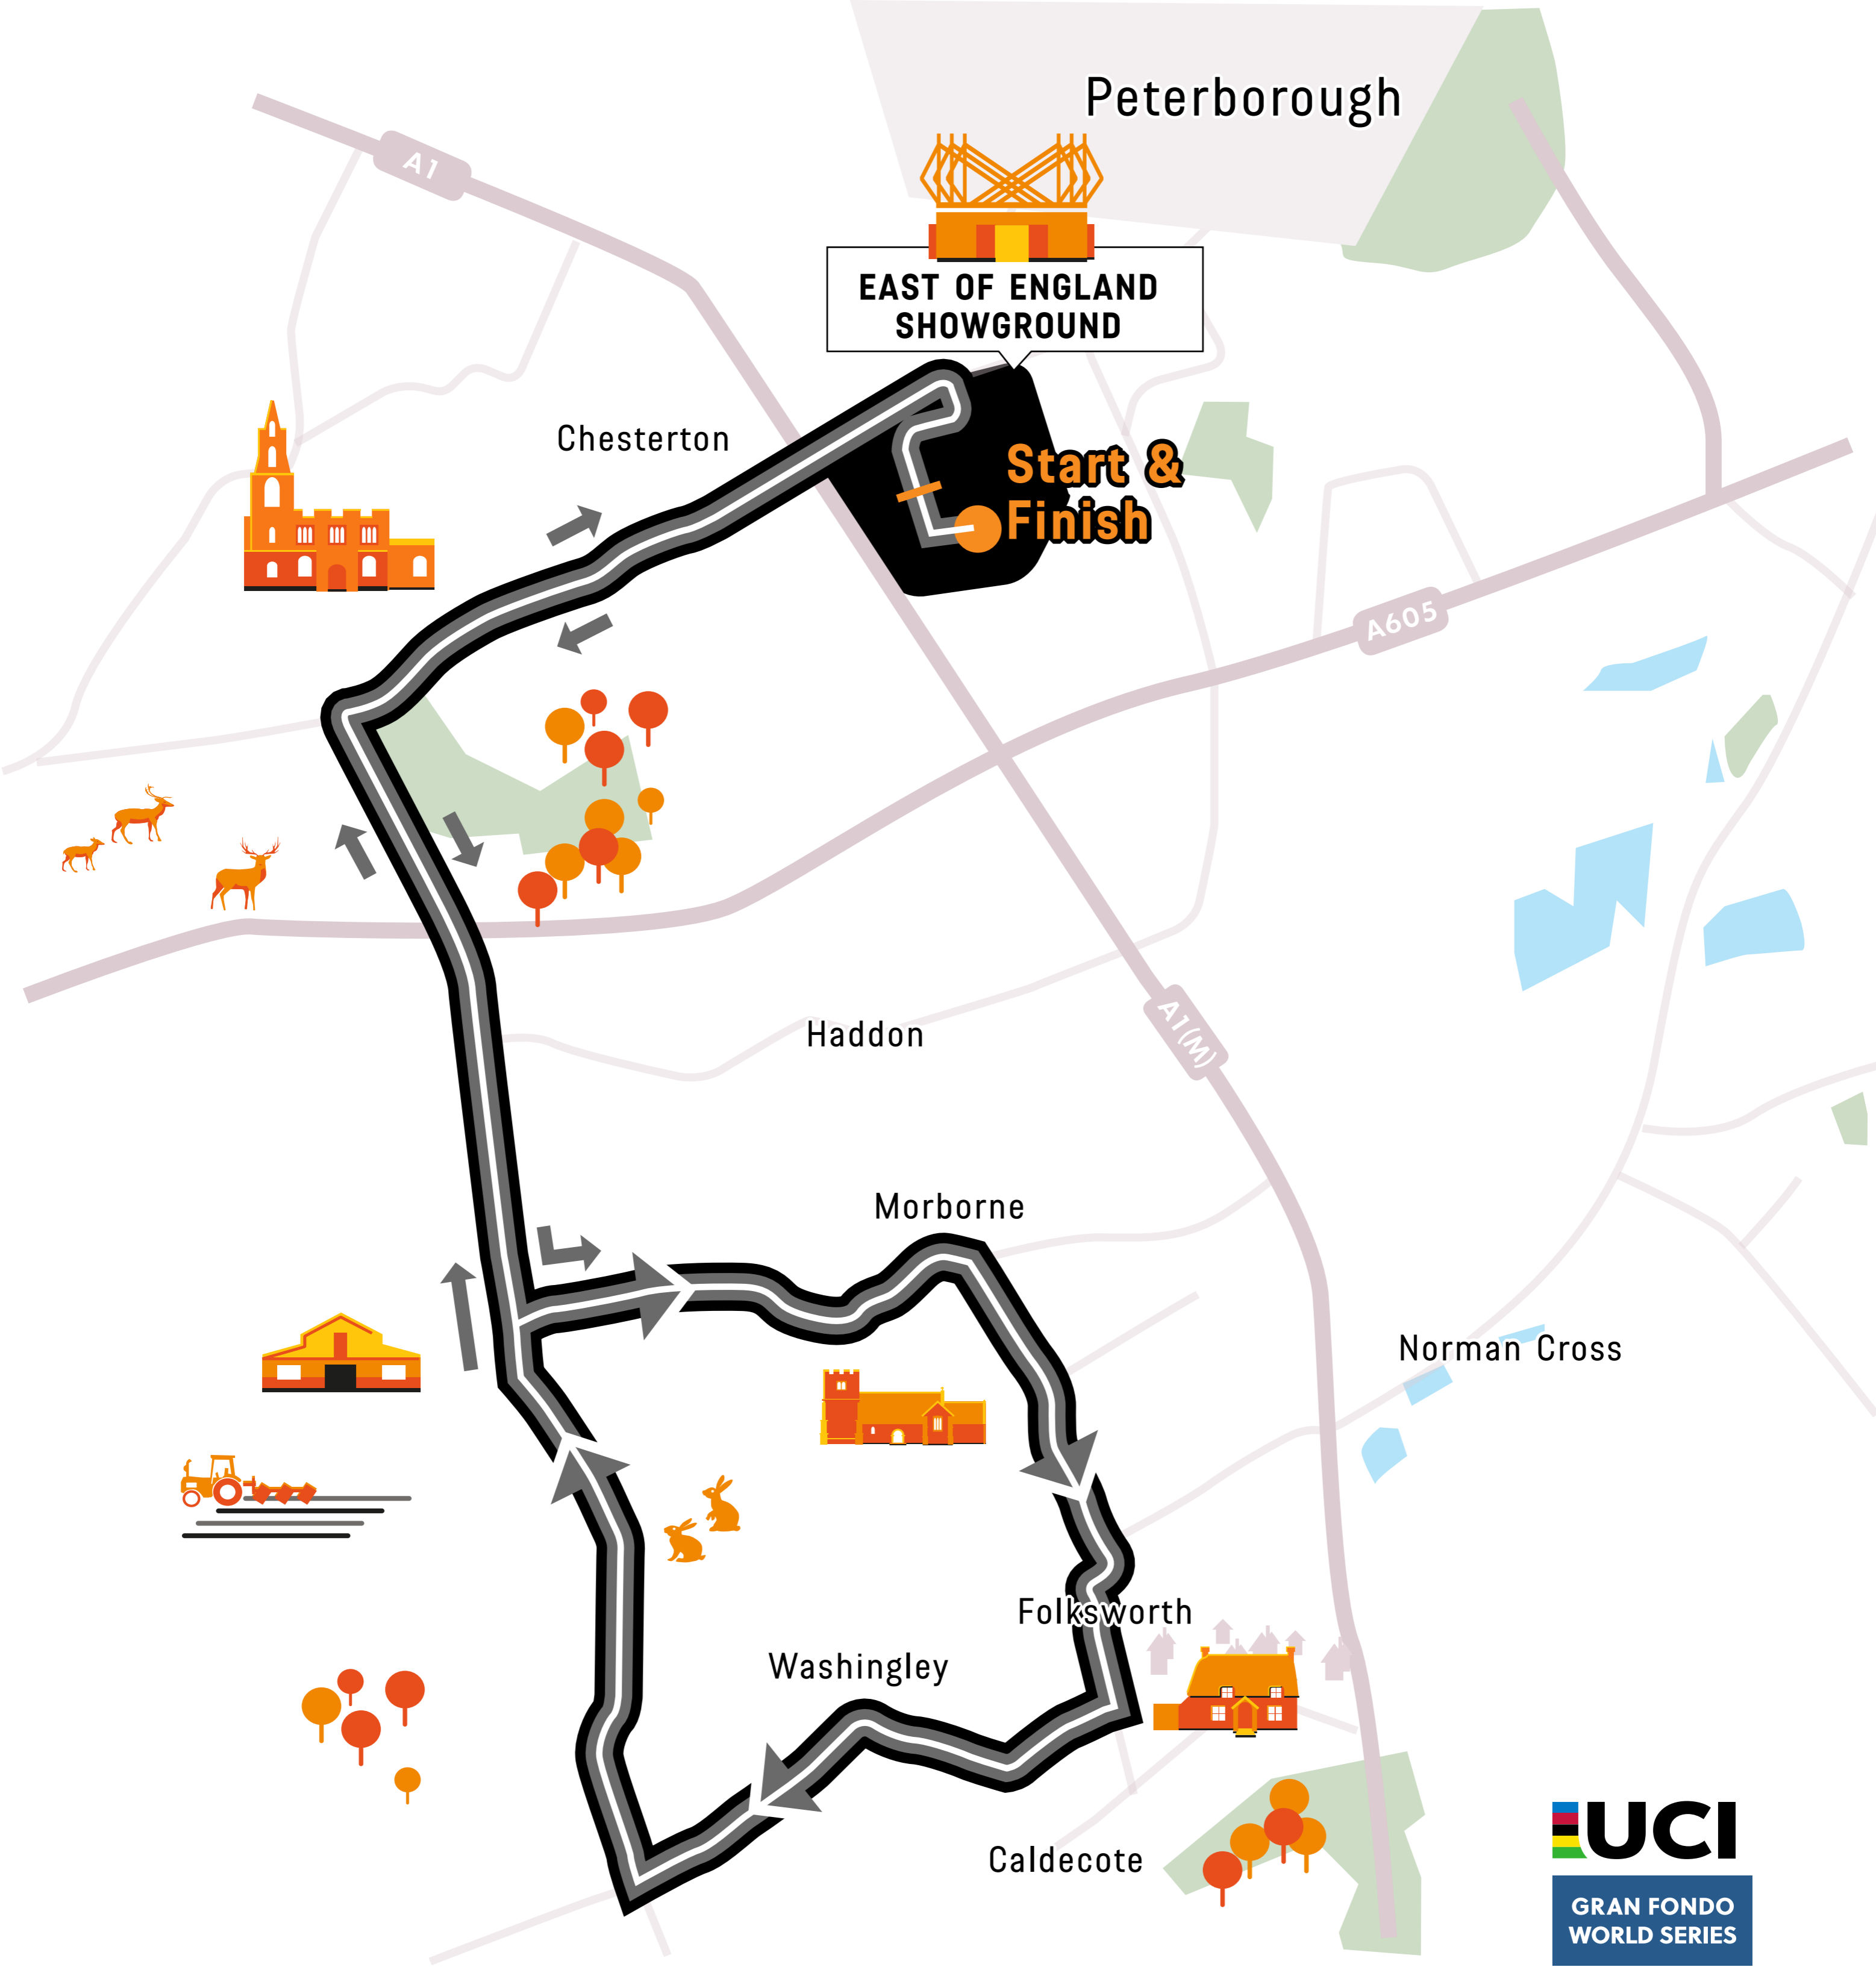 Peterborough
A1
EAST OF ENGLAND
SHOWGROUND
Chesterton
Start &
Finish
A605
Haddon
A1(M)
Morborne
Norman Cross
Folksworth
Washingley
Caldecote
UCI
GRAN FONDO
WORLD SERIES